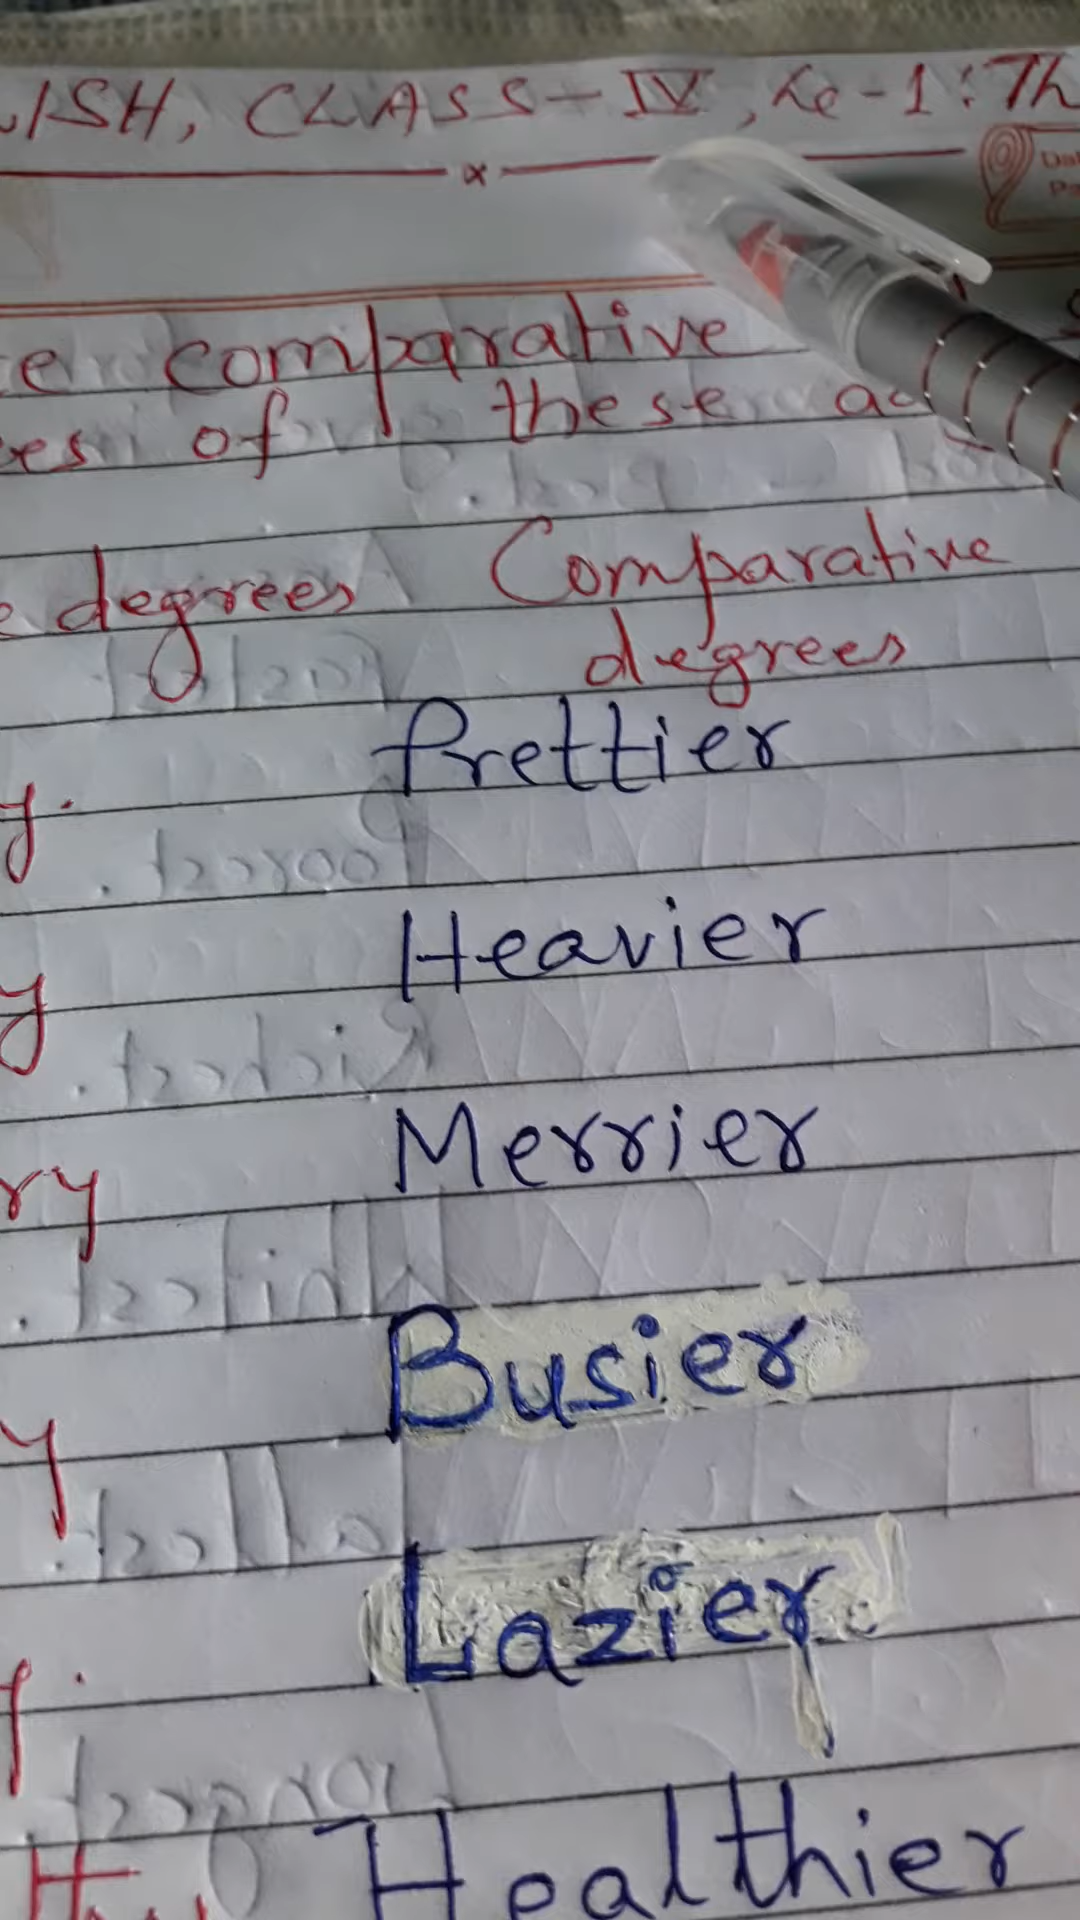 ISH, CLASS-IV, Le-1: Th
comparative
of these
degrees Comparative
degrees
Prettier
Heavier
Merrier
Busier
Lazier
Healthier